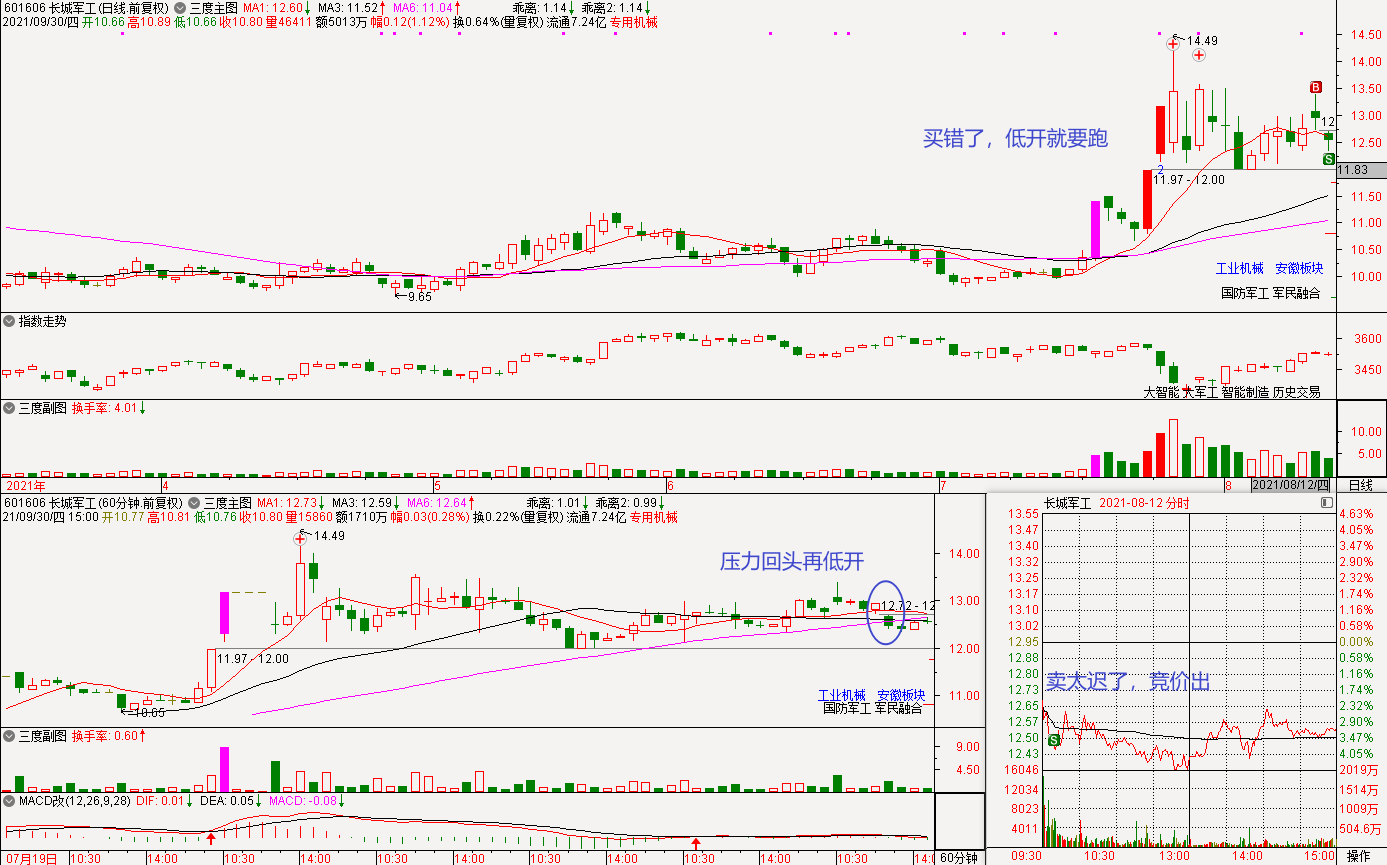 601606 长城军工(日线.前复权) 三度主图 MA1: 12.60↓ MA3: 11.52↑ MA6: 11.04↑ 乖离: 1.14↓ 乖离2: 1.14↓
2021/09/30/四 开10.66 高10.89 低10.66 收10.80 量46411 额5013万 幅0.12(1.12%) 换0.64%(重复权) 流通7.24亿 专用机械
14.50
14.49
14.00
13.50
B
13.00
12
买错了，低开就要跑
12.50
S
2
11.83
11.97 - 12.00
11.50
11.00
10.50
工业机械 安徽板块
10.00
←9.65
国防军工 军民融合
指数走势
3600
3450
大智能 大军工 智能制造 历史交易
三度副图 换手率: 4.01↓
10.00
5.00
2021年 4 5 6 7 8 2021/08/12/四 日线
601606 长城军工(60分钟.前复权) 三度主图 MA1: 12.73↓ MA3: 12.59↓ MA6: 12.64↑ 乖离: 1.01↓ 乖离2: 0.99↓
21/09/30/四 15:00 开10.77 高10.81 低10.76 收10.80 量15860 额1710万 幅0.03(0.28%) 换0.22%(重复权) 流通7.24亿 专用机械
14.49
14.00
压力回头再低开
13.00
12.72 - 12
12.00
11.97 - 12.00
11.00
工业机械 安徽板块
←10.65
国防军工 军民融合
三度副图 换手率: 0.60↑
9.00
4.50
MACD改(12,26,9,28) DIF: 0.01↓ DEA: 0.05↓ MACD: -0.08↓
07月19日 10:30 14:00 10:30 14:00 10:30 14:00 10:30 14:00 10:30 14:00 10:30 14:0 60分钟
长城军工 2021-08-12 分时
13.55 4.63%
13.47 4.05%
13.40 3.47%
13.32 2.90%
13.25 2.32%
13.17 1.74%
13.10 1.16%
13.02 0.58%
12.95 0.00%
12.88 0.58%
12.80 1.16%
卖太迟了，竞价出
12.73 1.74%
12.65 2.32%
12.57 2.90%
12.50 S 3.47%
12.43 4.05%
16046 2019万
12034 1514万
8023 1009万
4011 504.6万
09:30 10:30 13:00 14:00 15:00 操作